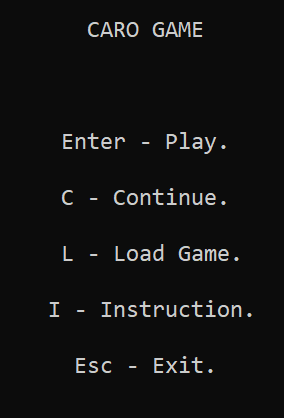 CARO GAME
Enter - Play.
C - Continue.
L - Load Game.
I - Instruction.
Esc - Exit.